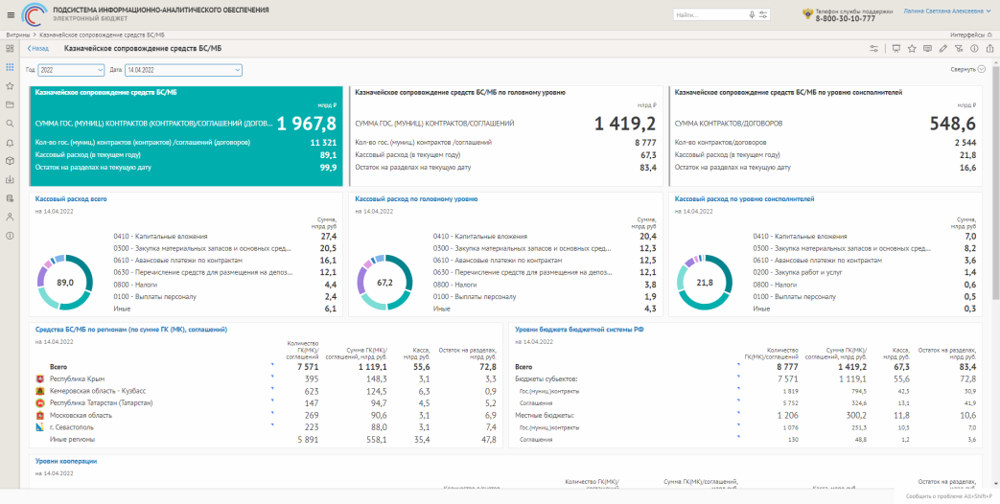 ПОДСИСТЕМА ИНФОРМАЦИОННО-АНАЛИТИЧЕСКОГО ОБЕСПЕЧЕНИЯ
ЭЛЕКТРОННЫЙ БЮДЖЕТ
Найти...
Телефон службы поддержки
8-800-30-10-777
Лапина Светлана Алексеевна
Витрины > Казначейское сопровождение средств БС/МБ
Интерфейсы
Назад Казначейское сопровождение средств БС/МБ
Год: 2022 Дата: 14.04.2022
Свернуть
Казначейское сопровождение средств БС/МБ
млрд ₽
СУММА ГОС. (МУНИЦ.) КОНТРАКТОВ (КОНТРАКТОВ)/СОГЛАШЕНИЙ (ДОГОВ... 1 967,8
Кол-во гос. (муниц.) контрактов (контрактов) /соглашений (договоров) 11 321
Кассовый расход (в текущем году) 89,1
Остаток на разделах на текущую дату 99,9
Казначейское сопровождение средств БС/МБ по головному уровню
млрд ₽
СУММА ГОС. (МУНИЦ.) КОНТРАКТОВ/СОГЛАШЕНИЙ 1 419,2
Кол-во гос. (муниц.) контрактов /соглашений 8 777
Кассовый расход (в текущем году) 67,3
Остаток на разделах на текущую дату 83,4
Казначейское сопровождение средств БС/МБ по уровню соисполнителей
млрд ₽
СУММА КОНТРАКТОВ/ДОГОВОРОВ 548,6
Кол-во контрактов/договоров 2 544
Кассовый расход (в текущем году) 21,8
Остаток на разделах на текущую дату 16,6
Кассовый расход всего
на 14.04.2022
Сумма,
млрд руб
0410 - Капитальные вложения 27,4
0300 - Закупка материальных запасов и основных сред... 20,5
0610 - Авансовые платежи по контрактам 16,1
0630 - Перечисление средств для размещения на депоз... 12,1
0800 - Налоги 4,4
0100 - Выплаты персоналу 2,4
Иные 6,1
89,0
Кассовый расход по головному уровню
на 14.04.2022
Сумма,
млрд руб
0410 - Капитальные вложения 20,4
0300 - Закупка материальных запасов и основных сред... 12,3
0610 - Авансовые платежи по контрактам 12,5
0630 - Перечисление средств для размещения на депоз... 12,1
0800 - Налоги 3,8
0100 - Выплаты персоналу 1,9
Иные 4,3
67,2
Кассовый расход по уровню соисполнителей
на 14.04.2022
Сумма,
млрд руб
0410 - Капитальные вложения 7,0
0300 - Закупка материальных запасов и основных сред... 8,2
0610 - Авансовые платежи по контрактам 3,6
0200 - Закупка работ и услуг 1,4
0800 - Налоги 0,6
0100 - Выплаты персоналу 0,5
Иные 0,3
21,8
Средства БС/МБ по регионам (по сумме ГК (МК), соглашений)
на 14.04.2022
Количество
ГК(МК)/ Сумма ГК(МК)/ Касса, Остаток на разделах,
соглашений соглашений, млрд руб. млрд руб. млрд руб.
Всего 7 571 1 119,1 55,6 72,8
Республика Крым 395 148,3 3,1 3,3
Кемеровская область - Кузбасс 623 124,5 6,3 0,9
Республика Татарстан (Татарстан) 147 94,7 4,5 5,2
Московская область 269 90,6 3,1 6,9
г. Севастополь 223 88,0 3,1 7,4
Иные регионы 5 891 558,1 35,4 47,8
Уровни бюджета бюджетной системы РФ
на 14.04.2022
Количество Сумма ГК(МК)/ Касса, Остаток на разделах,
ГК(МК)/соглашений соглашений, млрд руб. млрд руб. млрд руб.
Всего 8 777 1 419,2 67,3 83,4
Бюджеты субъектов: 7 571 1 119,1 55,6 72,8
Гос.(муниц.)контракты 1 819 794,5 42,5 30,9
Соглашения 5 752 324,6 13,1 41,9
Местные бюджеты: 1 206 300,2 11,8 10,6
Гос.(муниц.)контракты 1 076 251,3 10,5 7,0
Соглашения 130 48,8 1,2 3,6
Уровни кооперации
на 14.04.2022
Количество ГК(МК)/ Сумма ГК(МК)/соглашений, Остаток на разделах,
Сообщить о проблеме Alt+Shift+P